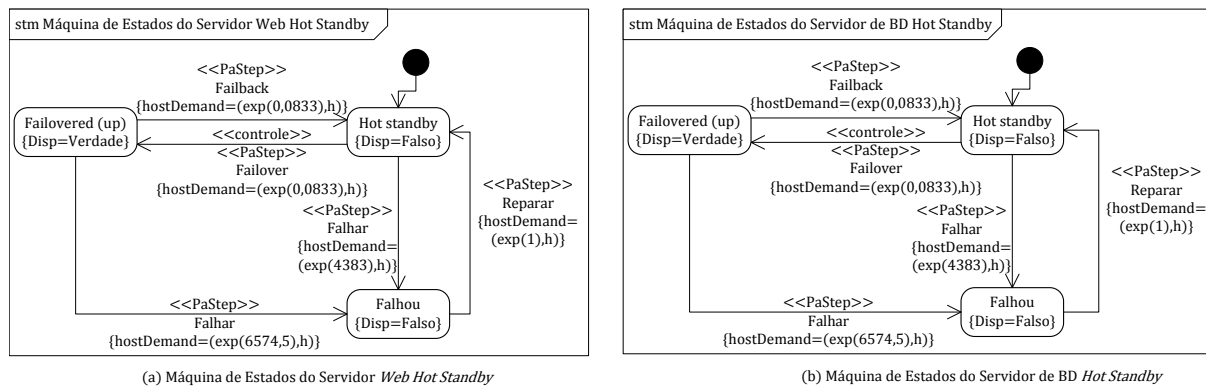 stm Máquina de Estados do Servidor Web Hot Standby
<<PaStep>>
Failback
{hostDemand=(exp(0,0833),h)}
Failovered (up)
{Disp=Verdade}
Hot standby
{Disp=Falso}
<<controle>>
<<PaStep>>
Failover
{hostDemand=(exp(0,0833),h)}
<<PaStep>>
Reparar
{hostDemand=
(exp(1),h)}
<<PaStep>>
Falhar
{hostDemand=
(exp(4383),h)}
<<PaStep>>
Falhar
{hostDemand=(exp(6574,5),h)}
Falhou
{Disp=Falso}
(a) Máquina de Estados do Servidor Web Hot Standby
stm Máquina de Estados do Servidor de BD Hot Standby
<<PaStep>>
Failback
{hostDemand=(exp(0,0833),h)}
Failovered (up)
{Disp=Verdade}
Hot standby
{Disp=Falso}
<<controle>>
<<PaStep>>
Failover
{hostDemand=(exp(0,0833),h)}
<<PaStep>>
Reparar
{hostDemand=
(exp(1),h)}
<<PaStep>>
Falhar
{hostDemand=
(exp(4383),h)}
<<PaStep>>
Falhar
{hostDemand=(exp(6574,5),h)}
Falhou
{Disp=Falso}
(b) Máquina de Estados do Servidor de BD Hot Standby